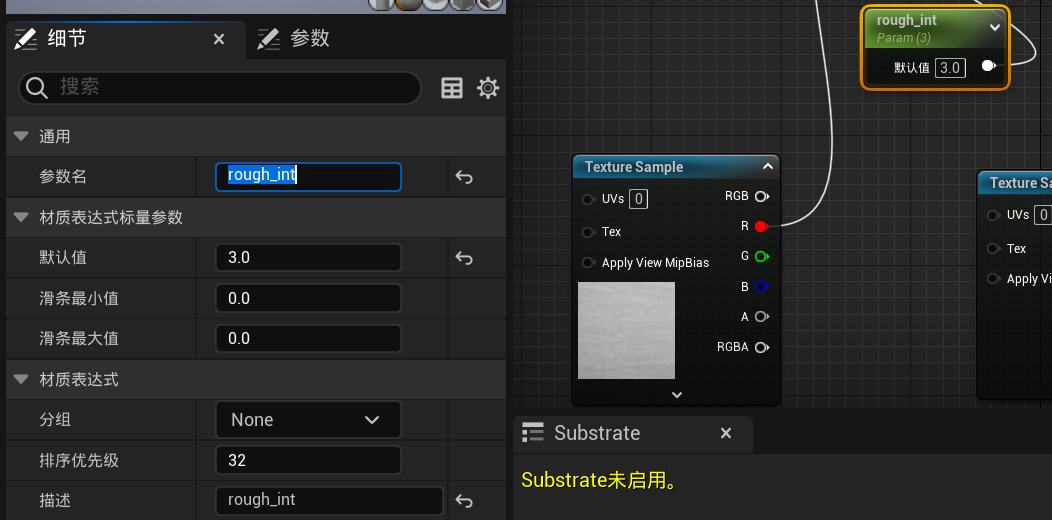 细节
参数
搜索
通用
参数名
rough_int
材质表达式标量参数
默认值
3.0
滑条最小值
0.0
滑条最大值
0.0
材质表达式
分组
None
排序优先级
32
描述
rough_int
rough_int
Param (3)
默认值 3.0
Texture Sample
UVs 0
RGB
R
Tex
G
Apply View MipBias
B
A
RGBA
Texture Sa
UVs 0
Tex
Apply Vi
Substrate
Substrate未启用。